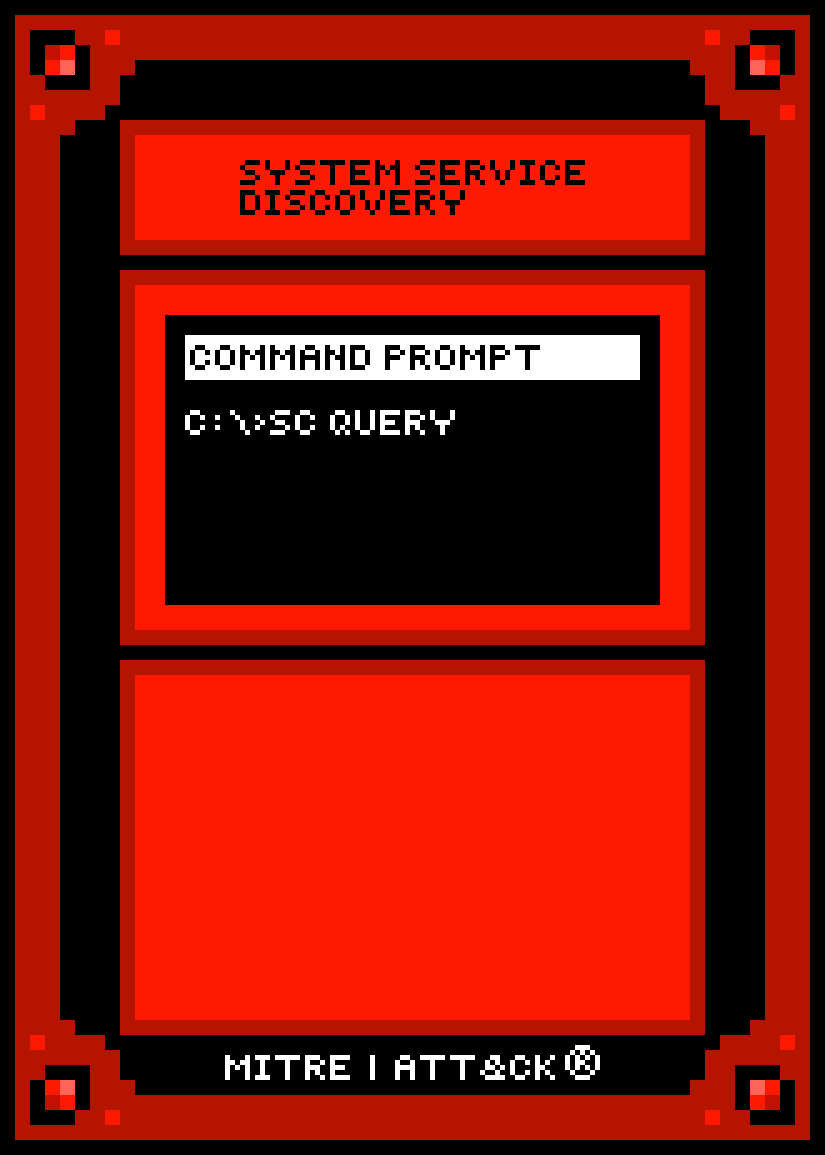 SYSTEM SERVICE
DISCOVERY
COMMAND PROMPT
C:\>SC QUERY
MITRE | ATT&CK®